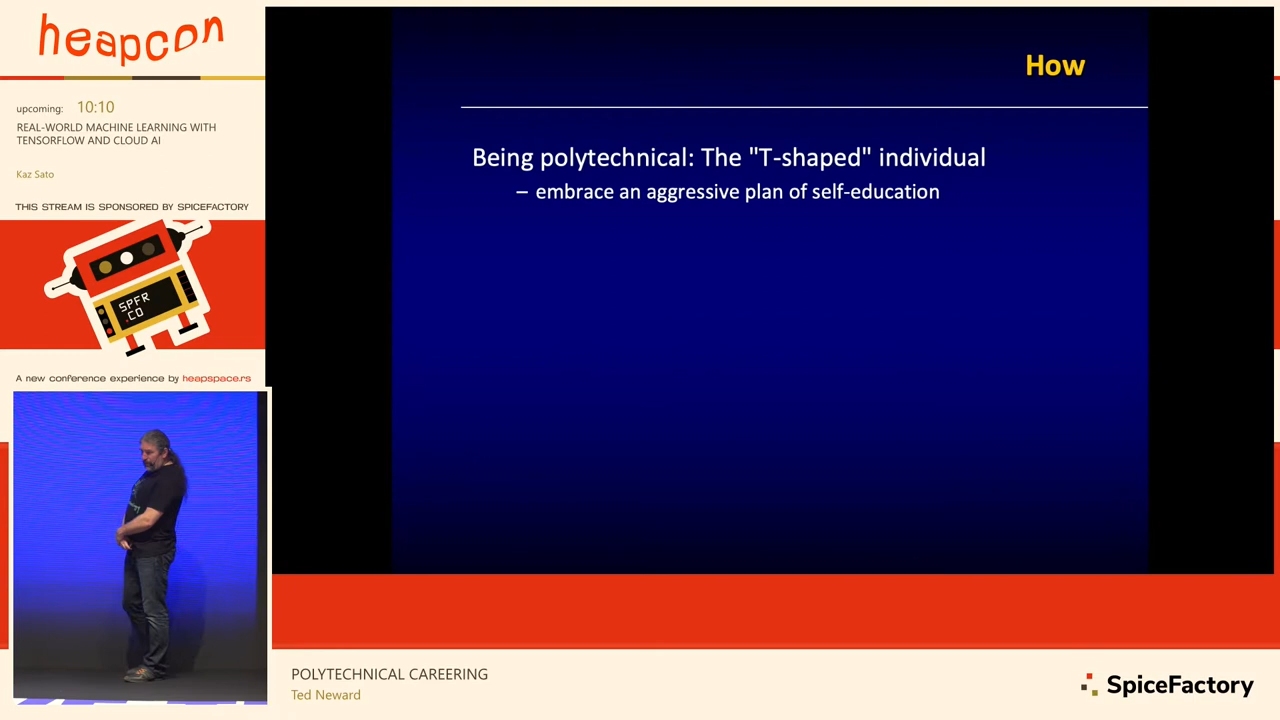 heapcon
upcoming: 10:10
REAL-WORLD MACHINE LEARNING WITH
TENSORFLOW AND CLOUD AI
Kaz Sato
THIS STREAM IS SPONSORED BY SPICEFACTORY
SPFR
.CO
A new conference experience by heapspace.rs
How
Being polytechnical: The "T-shaped" individual
– embrace an aggressive plan of self-education
POLYTECHNICAL CAREERING
Ted Neward
SpiceFactory